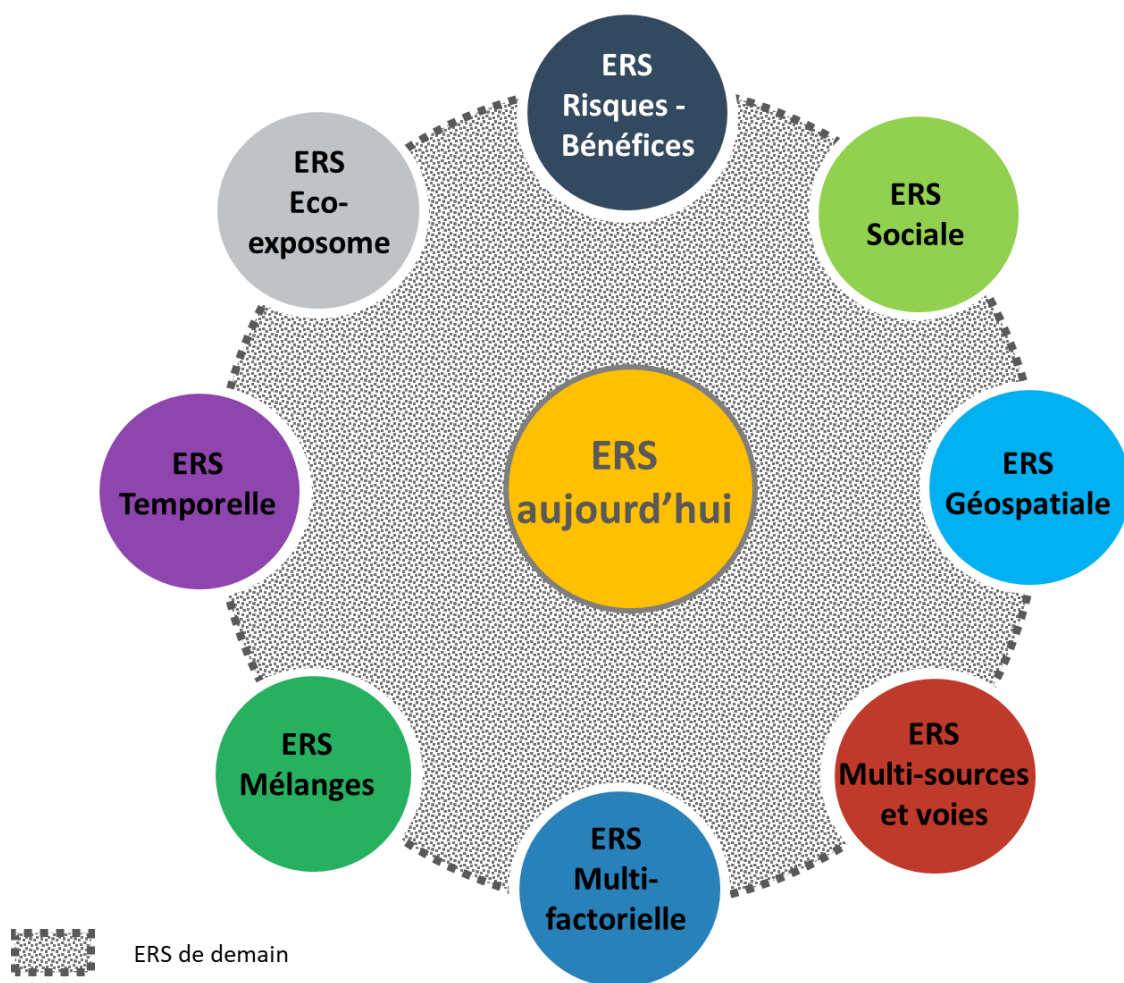 ERS
Risques -
Bénéfices
ERS
Eco-
exposome
ERS
Sociale
ERS
Temporelle
ERS
aujourd’hui
ERS
Géospatiale
ERS
Mélanges
ERS
Multi-sources
et voies
ERS
Multi-
factorielle
ERS de demain